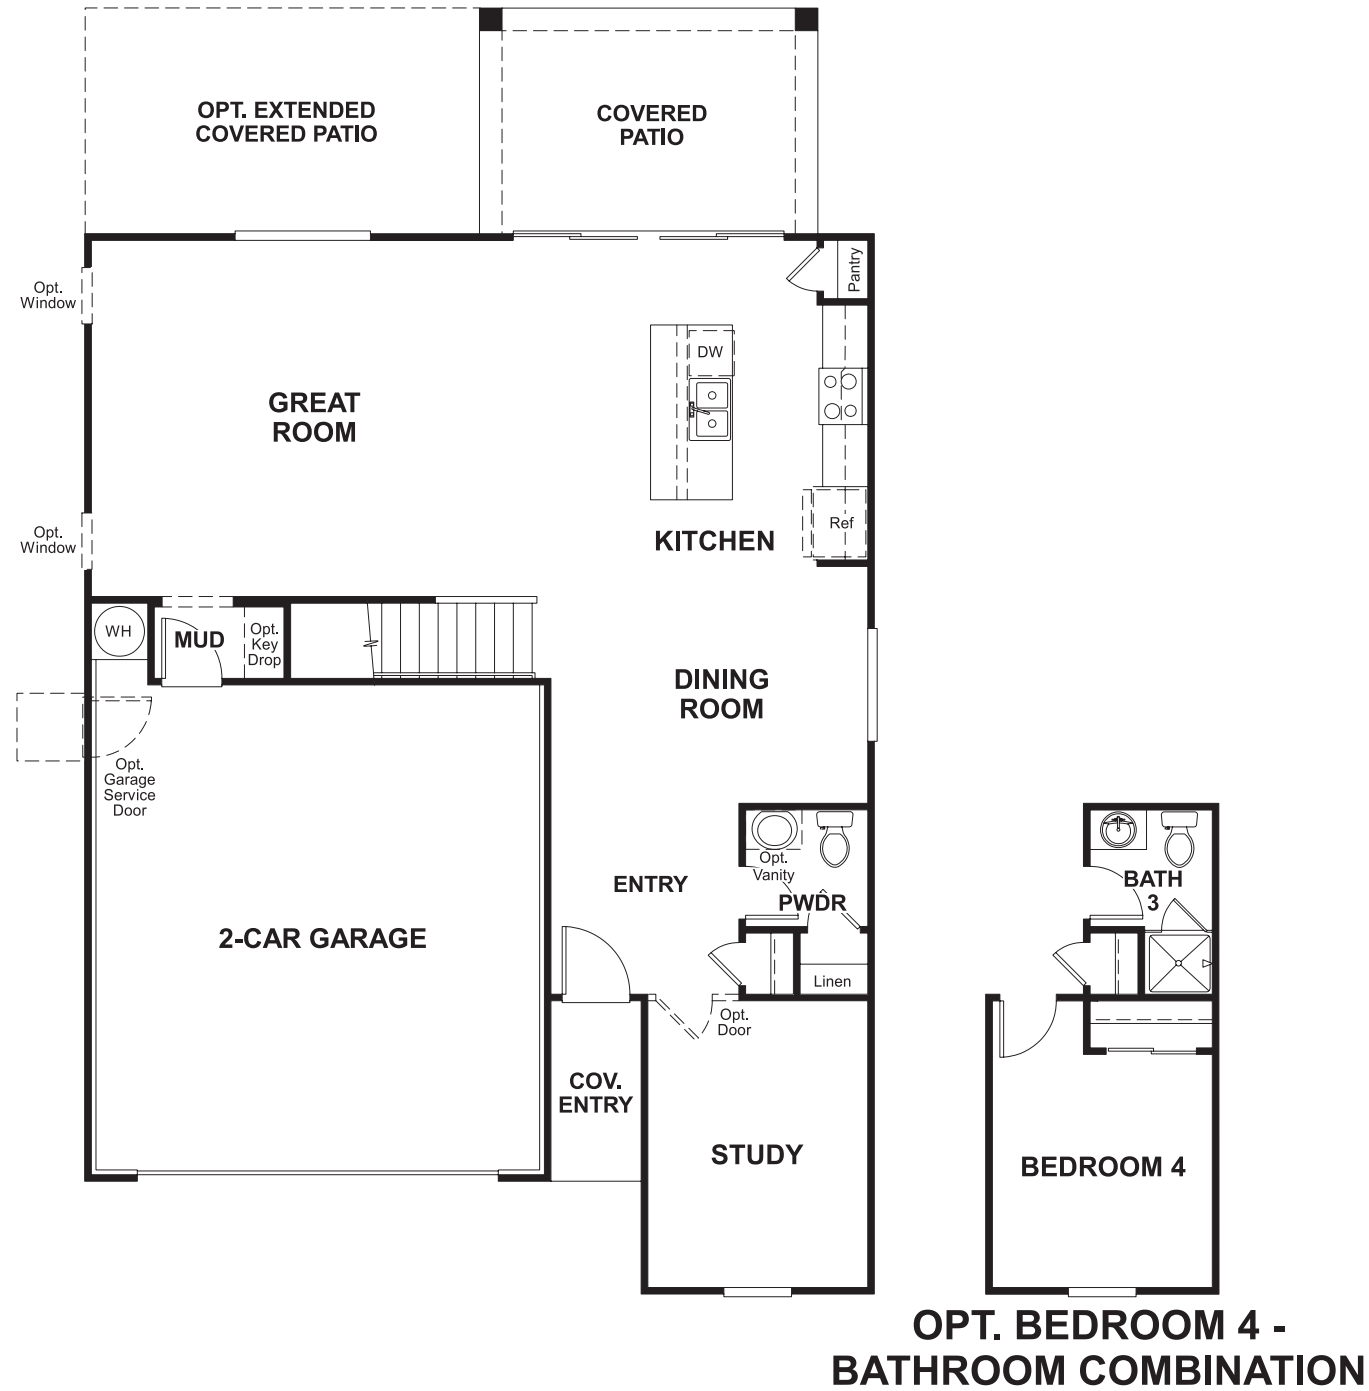 OPT. EXTENDED
COVERED PATIO
COVERED
PATIO
Pantry
Opt.
Window
DW
GREAT
ROOM
Ref
KITCHEN
Opt.
Window
WH
MUD
Opt.
Key
Drop
DINING
ROOM
Opt.
Garage
Service
Door
Opt.
Vanity
ENTRY
PWDR
BATH
3
2-CAR GARAGE
Linen
Opt.
Door
COV.
ENTRY
STUDY
BEDROOM 4
OPT. BEDROOM 4 -
BATHROOM COMBINATION